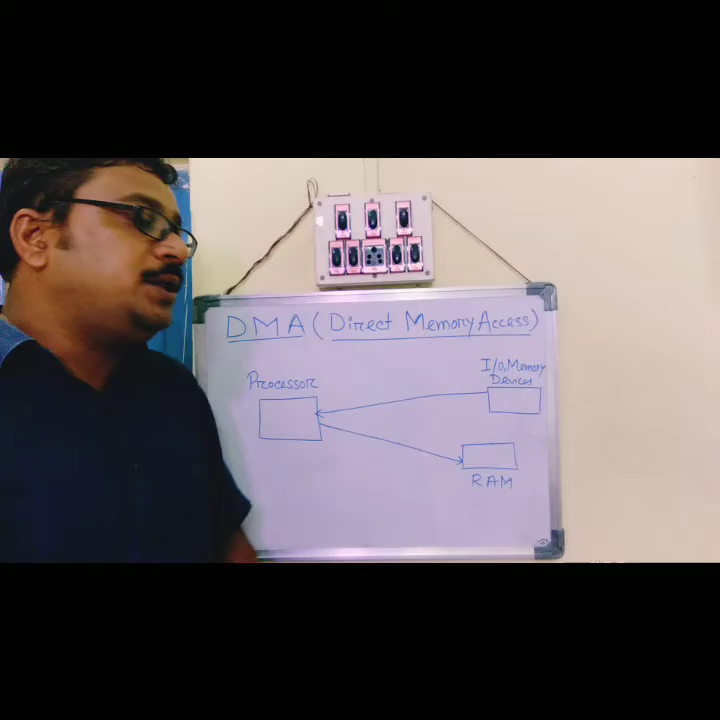 DMA (Direct Memory Access)
I/O, Memory
Devices
Processor
RAM